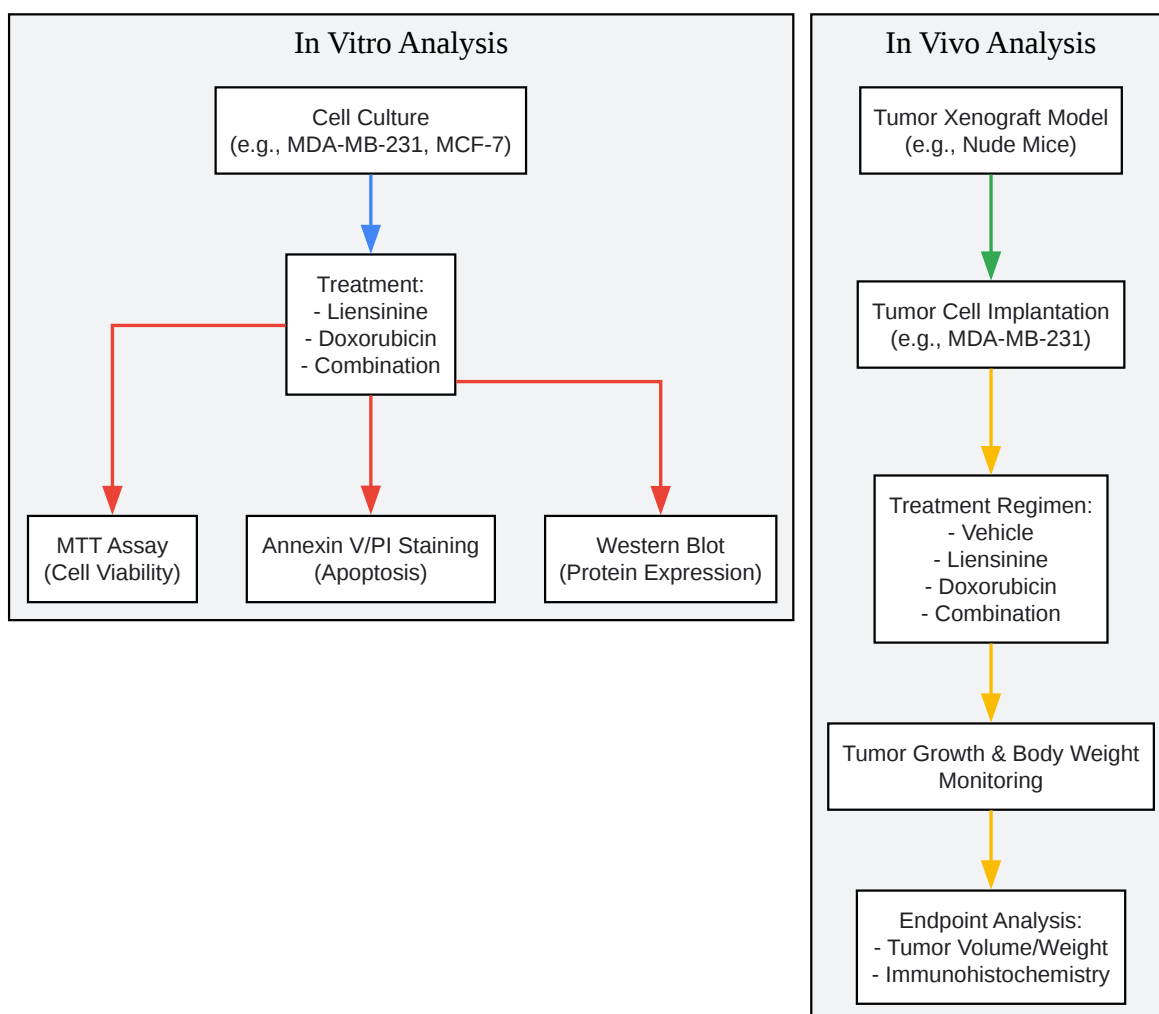 In Vitro Analysis
Cell Culture
(e.g., MDA-MB-231, MCF-7)
Treatment:
- Liensinine
- Doxorubicin
- Combination
MTT Assay
(Cell Viability)
Annexin V/PI Staining
(Apoptosis)
Western Blot
(Protein Expression)
In Vivo Analysis
Tumor Xenograft Model
(e.g., Nude Mice)
Tumor Cell Implantation
(e.g., MDA-MB-231)
Treatment Regimen:
- Vehicle
- Liensinine
- Doxorubicin
- Combination
Tumor Growth & Body Weight
Monitoring
Endpoint Analysis:
- Tumor Volume/Weight
- Immunohistochemistry